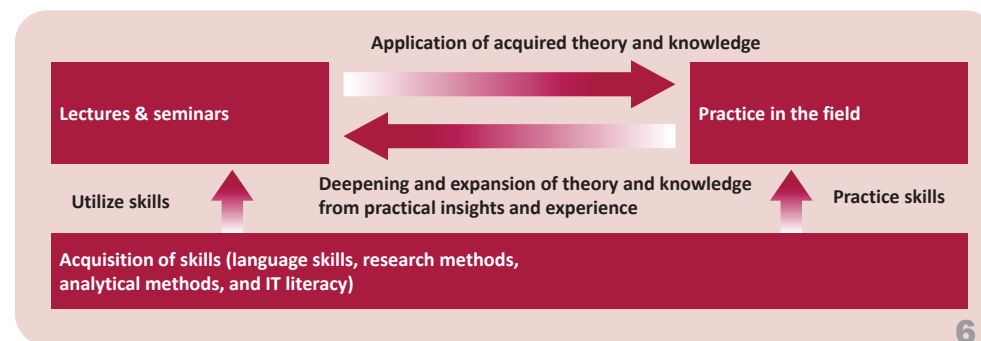 Application of acquired theory and knowledge
Lectures & seminars
Practice in the field
Deepening and expansion of theory and knowledge
from practical insights and experience
Utilize skills
Practice skills
Acquisition of skills (language skills, research methods,
analytical methods, and IT literacy)
6